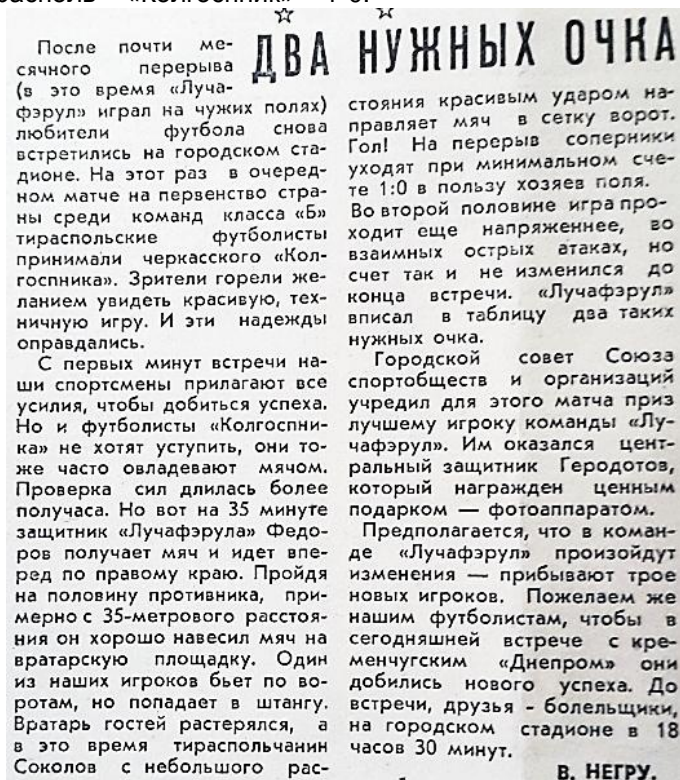 «Колгоспник»
ДВА НУЖНЫХ ОЧКА
После почти ме-
сячного перерыва
(в это время «Луча-
фэрул» играл на чужих полях)
любители футбола снова
встретились на городском ста-
дионе. На этот раз в очеред-
ном матче на первенство стра-
ны среди команд класса «Б»
тираспольские футболисты
принимали черкасского «Кол-
госпника». Зрители горели же-
ланием увидеть красивую, тех-
ничную игру. И эти надежды
оправдались.
С первых минут встречи на-
ши спортсмены прилагают все
усилия, чтобы добиться успеха.
Но и футболисты «Колгоспни-
ка» не хотят уступить, они то-
же часто овладевают мячом.
Проверка сил длилась более
получаса. Но вот на 35 минуте
защитник «Лучафэрула» Федо-
ров получает мяч и идет впе-
ред по правому краю. Пройдя
на половину противника, при-
мерно с 35-метрового расстоя-
ния он хорошо навесил мяч на
вратарскую площадку. Один
из наших игроков бьет по во-
ротам, но попадает в штангу.
Вратарь гостей растерялся, а
в это время тираспольчанин
Соколов с небольшого рас-
стояния красивым ударом на-
правляет мяч в сетку ворот.
Гол! На перерыв соперники
уходят при минимальном сче-
те 1:0 в пользу хозяев поля.
Во второй половине игра про-
ходит еще напряженнее, во
взаимных острых атаках, но
счет так и не изменился до
конца встречи. «Лучафэрул»
вписал в таблицу два таких
нужных очка.
Городской совет Союза
спортобществ и организаций
учредил для этого матча приз
лучшему игроку команды «Лу-
чафэрул». Им оказался цент-
ральный защитник Геродотов,
который награжден ценным
подарком — фотоаппаратом.
Предполагается, что в коман-
де «Лучафэрул» произойдут
изменения — прибывают трое
новых игроков. Пожелаем же
нашим футболистам, чтобы в
сегодняшней встрече с кре-
менчугским «Днепром» они
добились нового успеха. До
встречи, друзья - болельщики,
на городском стадионе в 18
часов 30 минут.
В. НЕГРУ.